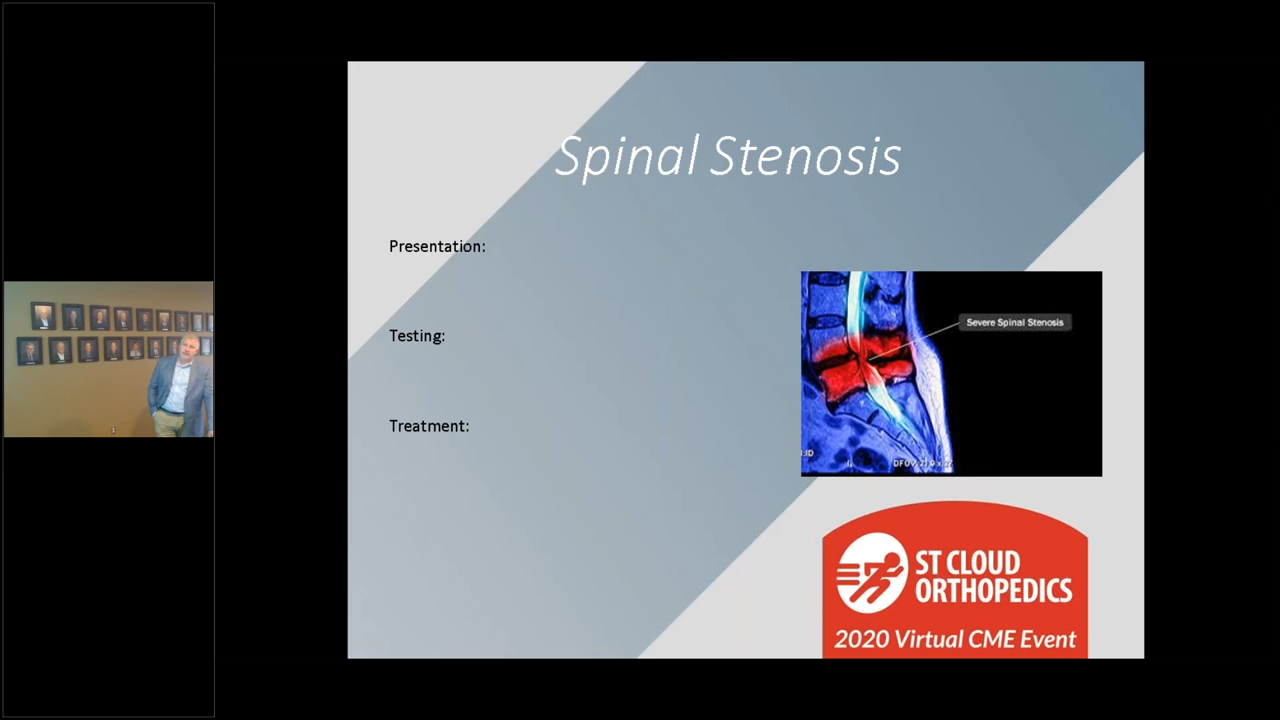 Spinal Stenosis
Presentation:
Testing:
Treatment:
Severe Spinal Stenosis
ST CLOUD
ORTHOPEDICS
2020 Virtual CME Event